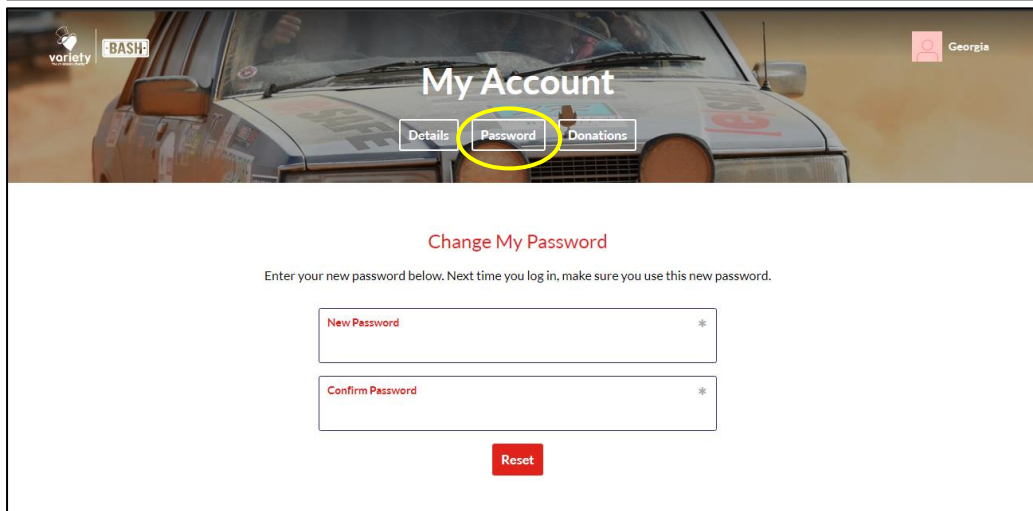 variety
BASH
Georgia
My Account
Details
Password
Donations
Change My Password
Enter your new password below. Next time you log in, make sure you use this new password.
New Password *
Confirm Password *
Reset